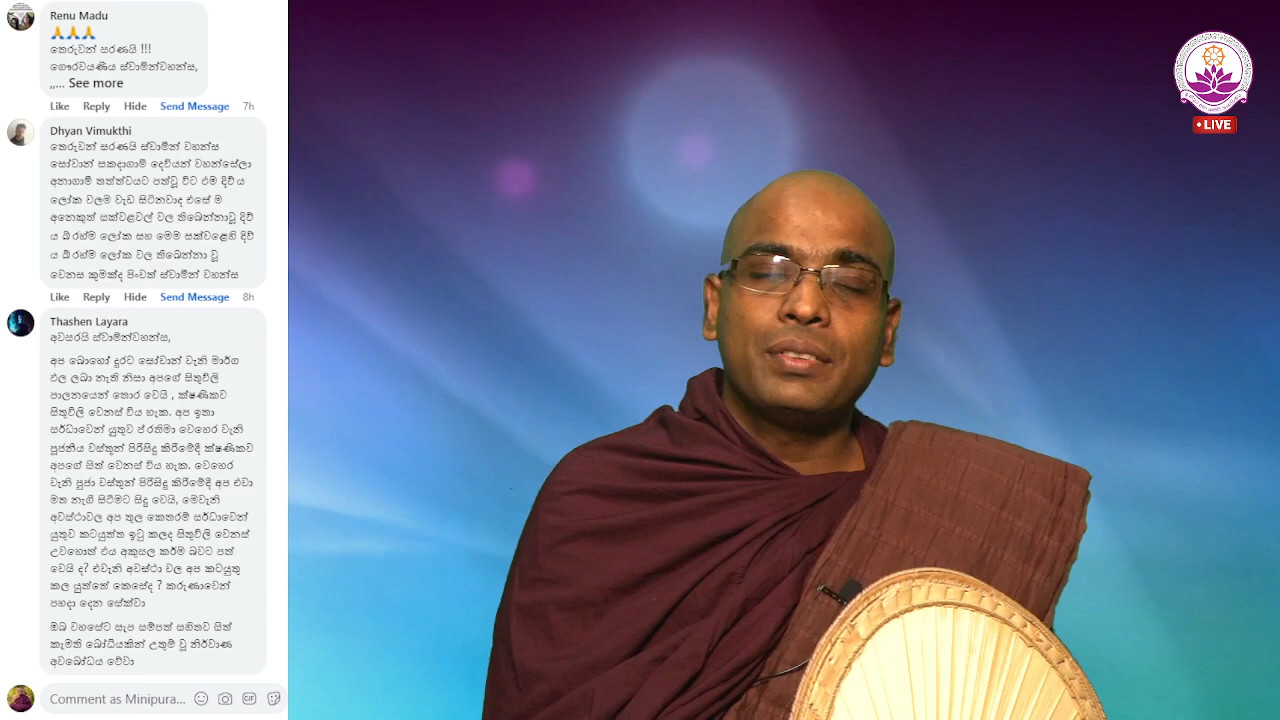 Renu Madu
🙏🙏🙏
තෙරුවන් සරණයි !!!
ගෞරවයණීය ස්වාමින්වහන්ස,
,,... See more
Like Reply Hide Send Message 7h
Dhyan Vimukthi
තෙරුවන් සරණයි ස්වාමීන් වහන්ස
සෝවාන් සකදාගාමී දෙවියන් වහන්සේලා
අනාගාමී තත්ත්වයට පත්වූ විට එම දිව්ය
ලෝක වලම වැඩ සිටිනවාද එසේ ම
අනෙකුත් සක්වළවල් වල තිබෙන්නාවූ දිව්
ය බ්‍රහ්ම ලෝක සහ මෙම සක්වළෙහි දිව්
ය බ්‍රහ්ම ලෝක වල තිබෙන්නා වූ
වෙනස කුමක්ද පිංවත් ස්වාමීන් වහන්ස
Like Reply Hide Send Message 8h
Thashen Layara
අවසරයි ස්වාමීන්වහන්ස,
අප බොහෝ දුරට සෝවාන් වැනි මාර්ග
ඵල ලබා නැති නිසා අපගේ සිතුවිලි
පාලනයෙන් තොර වෙයි , ක්ෂණිකව
සිතුවිලි වෙනස් විය හැක. අප ඉතා
සර්ධාවෙන් යුතුව ප්රතිමා වෙහෙර වැනි
පූජනීය වස්තූන් පිරිසිදු කිරීමේදී ක්ෂණිකව
අපගේ සිත් වෙනස් විය හැක. වෙහෙර
වැනි පූජා වස්තූන් පිරිසිදු කිරීමේදී අප ඒවා
මත නැගී සිටීමට සිදු වෙයි, මෙවැනි
අවස්ථාවල අප තුල කෙතරම් සර්ධාවෙන්
යුතුව කටයුත්ත ඉටු කලද සිතුවිලි වෙනස්
උවහොත් එය අකුසල කර්ම බවට පත්
වෙයි ද? එවැනි අවස්ථා වල අප කටයුතු
කල යුත්තේ කෙසේද ? කරුණාවෙන්
පහදා දෙන සේක්වා
ඔබ වහසේට සැප සම්පත් සහිතව සිත්
කැමති බෝධියකින් උතුම් වූ නිර්වාණ
අවබෝධය වේවා
Comment as Minipura...
GIF
• LIVE